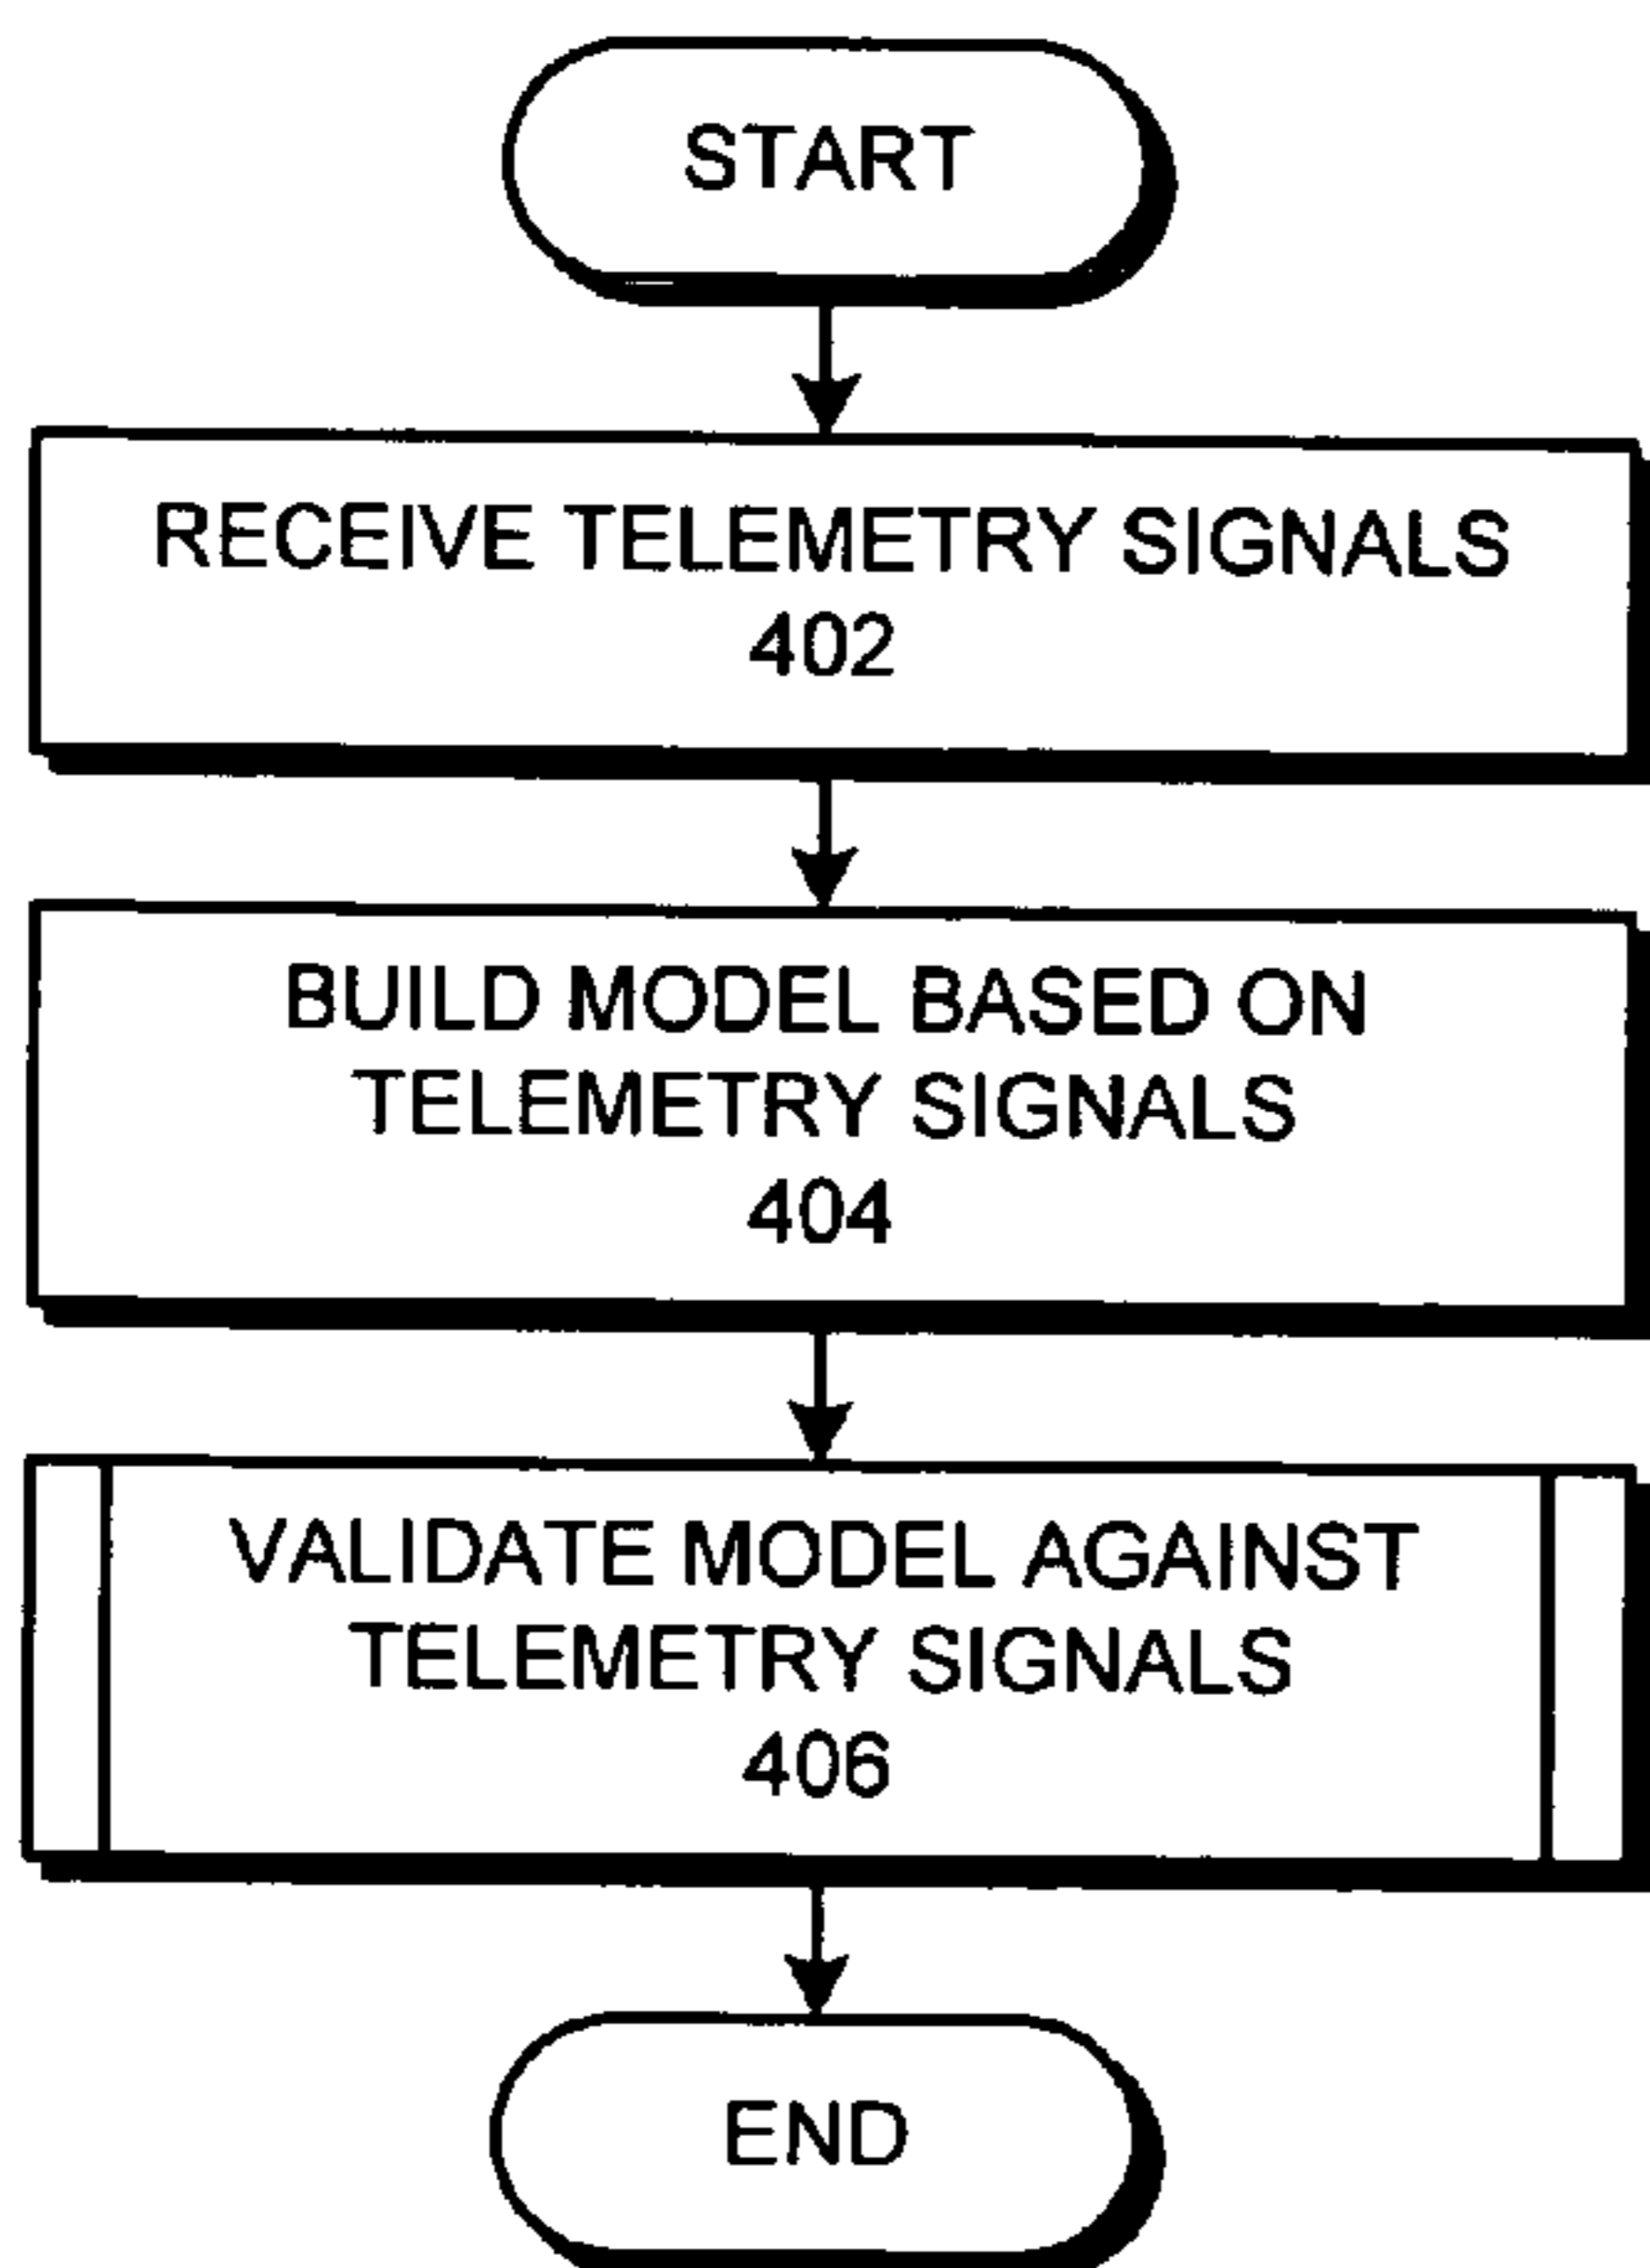 START
RECEIVE TELEMETRY SIGNALS
402
BUILD MODEL BASED ON
TELEMETRY SIGNALS
404
VALIDATE MODEL AGAINST
TELEMETRY SIGNALS
406
END